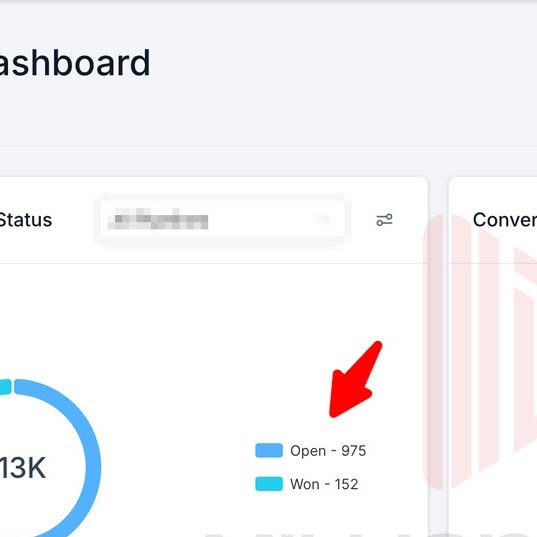 ashboard
Status
Conver
13K
Open - 975
Won - 152